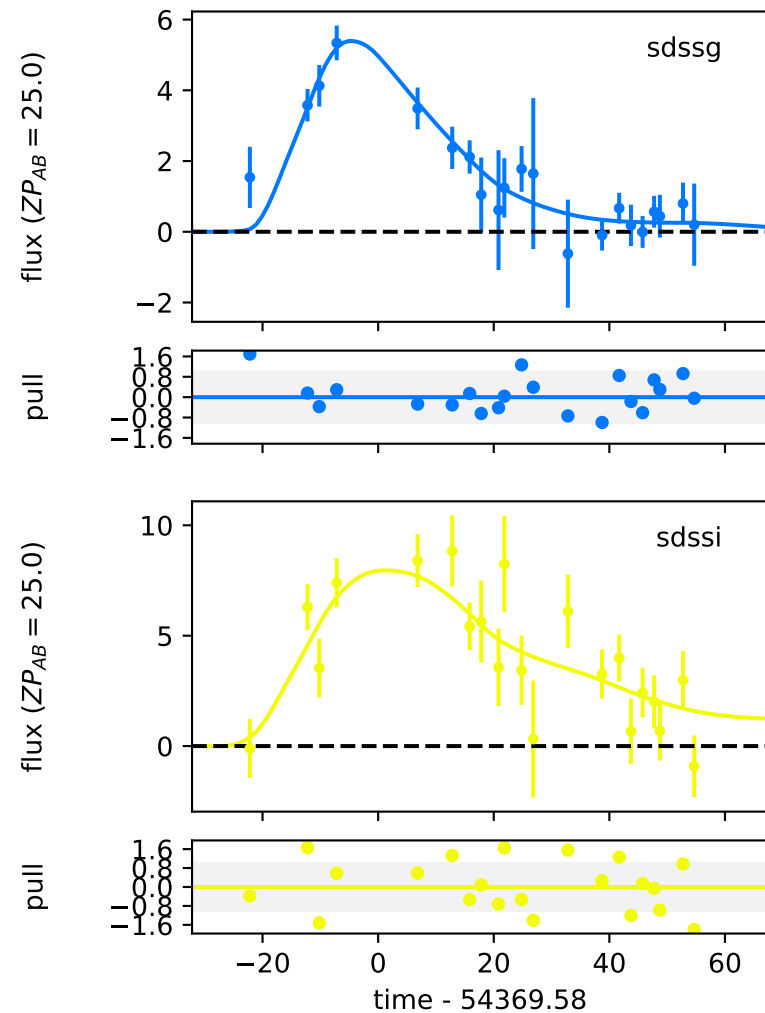 6
4
2
0
−2
flux (ZP_AB = 25.0)
sdssg
1.6
0.8
0.0
−0.8
−1.6
pull
10
5
0
flux (ZP_AB = 25.0)
sdssi
1.6
0.8
0.0
−0.8
−1.6
pull
−20 0 20 40 60
time - 54369.58